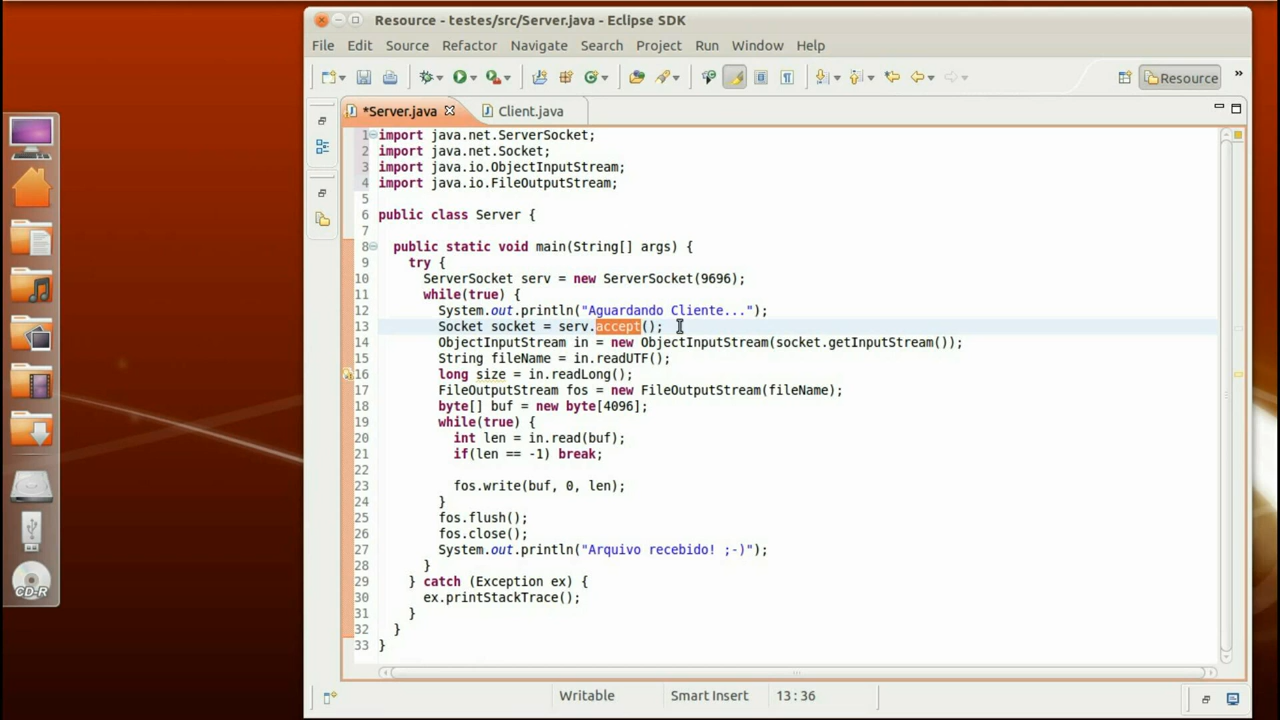 Resource - testes/src/Server.java - Eclipse SDK
File Edit Source Refactor Navigate Search Project Run Window Help
Resource »
*Server.java Client.java
1 import java.net.ServerSocket;
2 import java.net.Socket;
3 import java.io.ObjectInputStream;
4 import java.io.FileOutputStream;
5
6 public class Server {
7
8 public static void main(String[] args) {
9 try {
10 ServerSocket serv = new ServerSocket(9696);
11 while(true) {
12 System.out.println("Aguardando Cliente...");
13 Socket socket = serv.accept();
14 ObjectInputStream in = new ObjectInputStream(socket.getInputStream());
15 String fileName = in.readUTF();
16 long size = in.readLong();
17 FileOutputStream fos = new FileOutputStream(fileName);
18 byte[] buf = new byte[4096];
19 while(true) {
20 int len = in.read(buf);
21 if(len == -1) break;
22
23 fos.write(buf, 0, len);
24 }
25 fos.flush();
26 fos.close();
27 System.out.println("Arquivo recebido! ;-)");
28 }
29 } catch (Exception ex) {
30 ex.printStackTrace();
31 }
32 }
33 }
CD-R
Writable Smart Insert 13 : 36